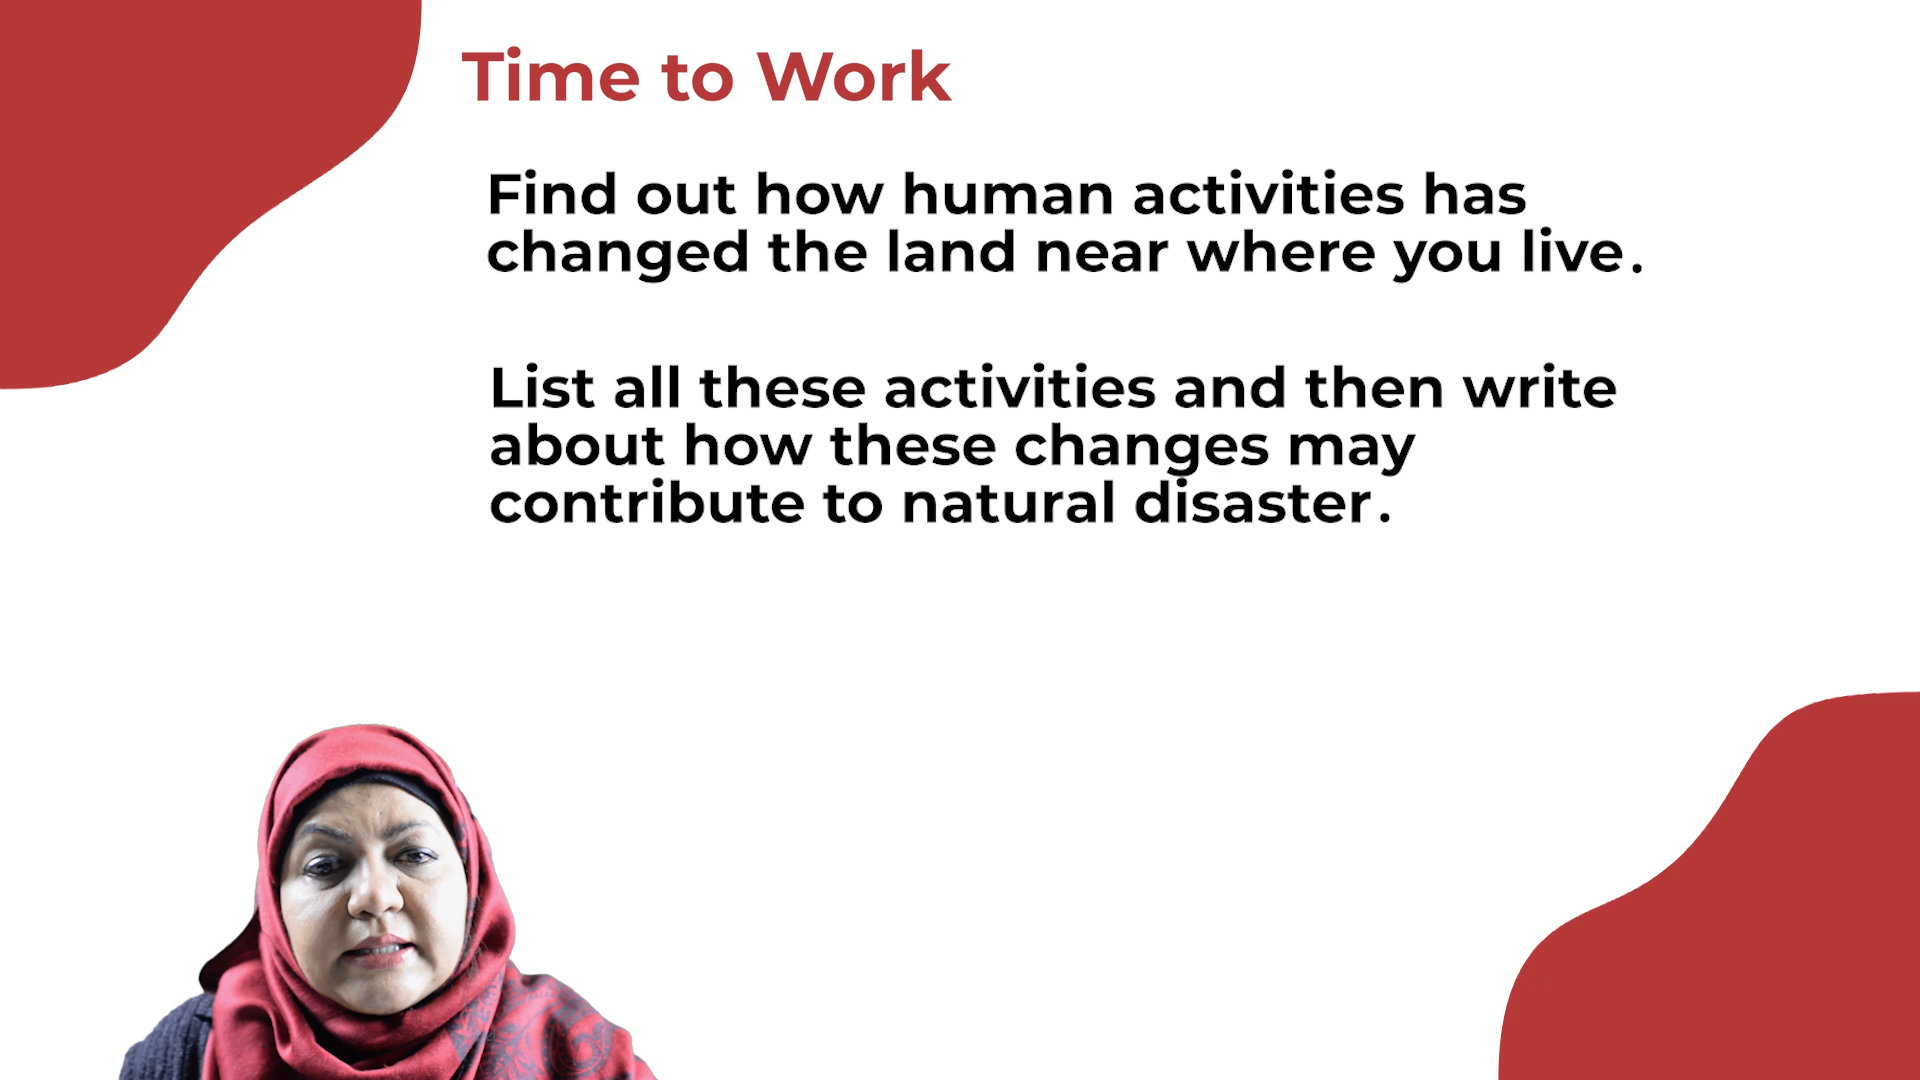 Time to Work
Find out how human activities has
changed the land near where you live.
List all these activities and then write
about how these changes may
contribute to natural disaster.